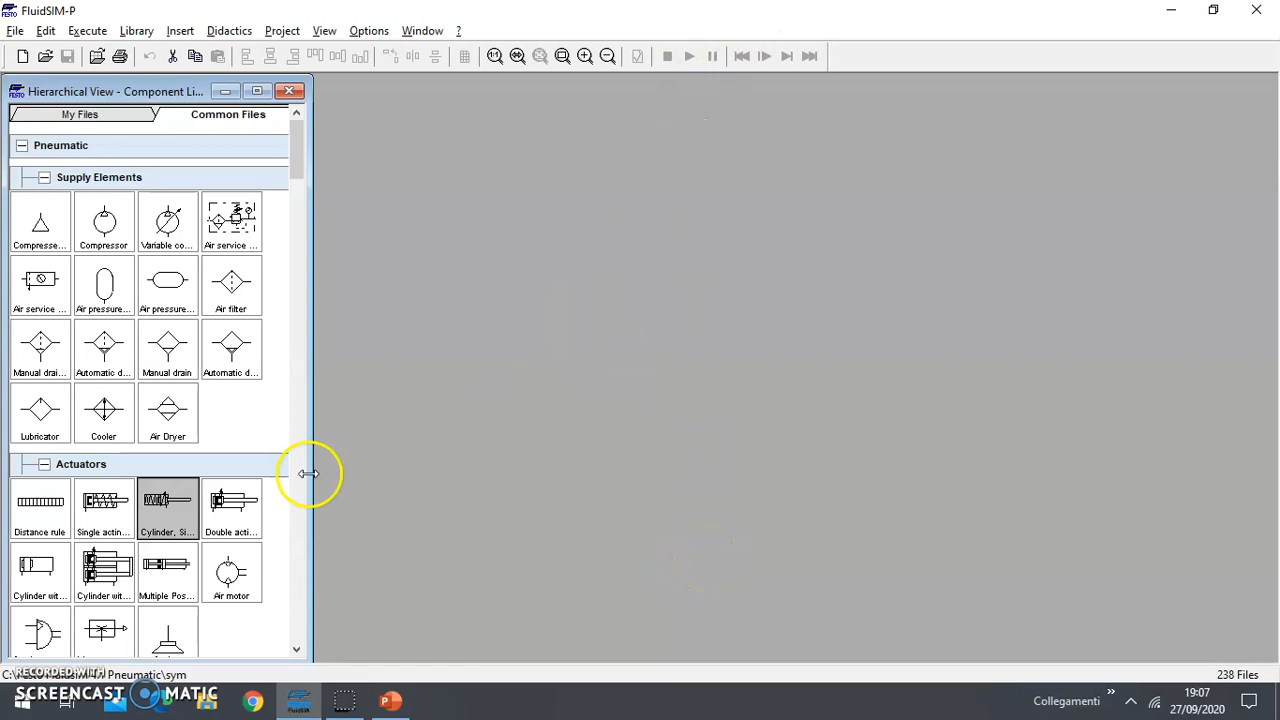 FluidSIM-P
File Edit Execute Library Insert Didactics Project View Options Window ?
Hierarchical View - Component Li...
My Files Common Files
Pneumatic
Supply Elements
Compresse... Compressor Variable co... Air service ...
Air service ... Air pressure... Air pressure... Air filter
Manual drai... Automatic d... Manual drain Automatic d...
Lubricator Cooler Air Dryer
Actuators
Distance rule Single actin... Cylinder, Si... Double acti...
Cylinder wit... Cylinder wit... Multiple Pos... Air motor
Pneumatic\sym
238 Files
RECORDED WITH
SCREENCAST MATIC
Collegamenti
19:07
27/09/2020